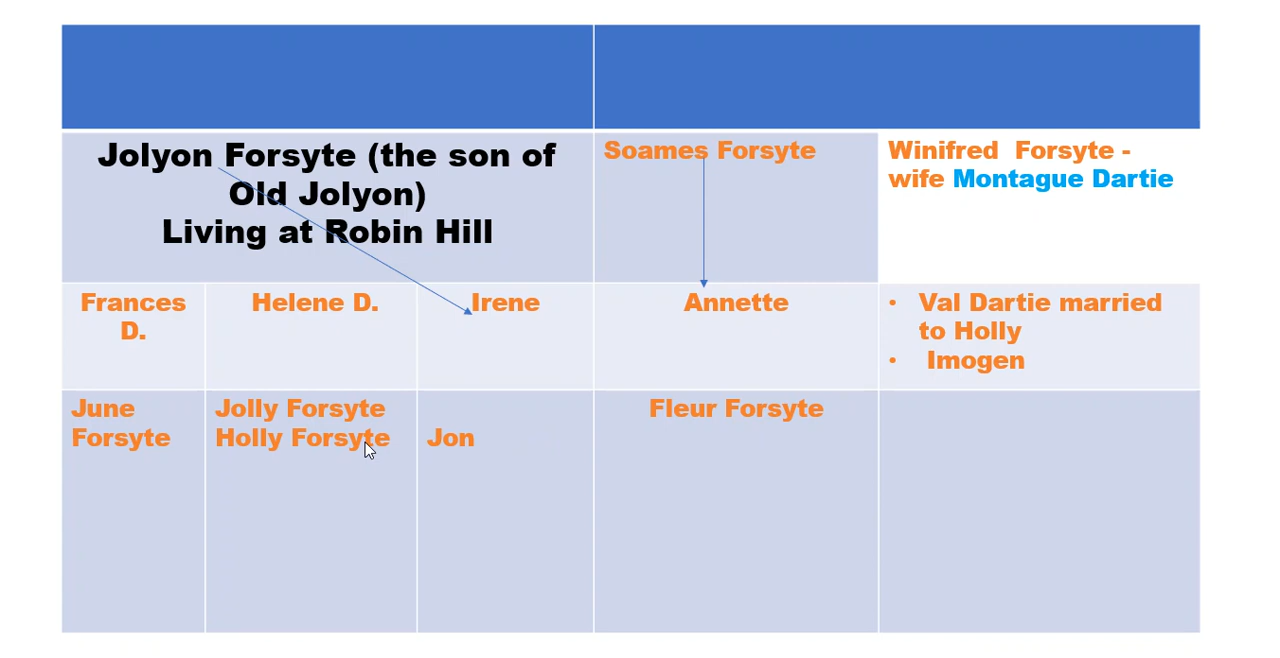 Jolyon Forsyte (the son of
Old Jolyon)
Living at Robin Hill
Soames Forsyte
Winifred  Forsyte -
wife Montague Dartie
Frances
D.
Helene D.
Irene
Annette
• Val Dartie married
to Holly
• Imogen
June
Forsyte
Jolly Forsyte
Holly Forsyte
Jon
Fleur Forsyte